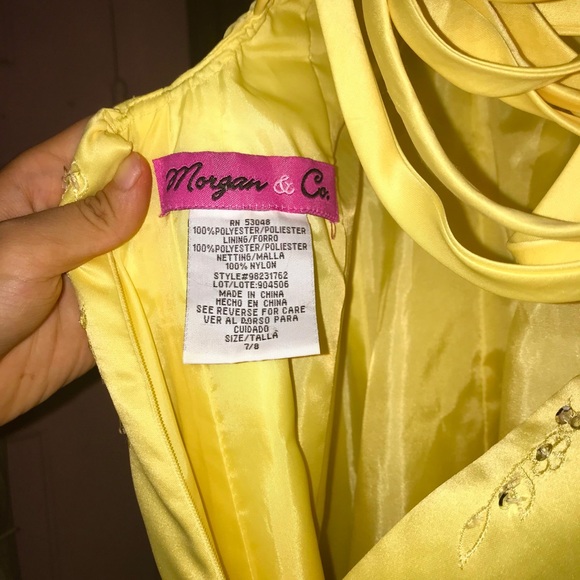 Morgan & Co.
RN 53048
100%POLYESTER/POLIESTER
LINING/FORRO
100%POLYESTER/POLIESTER
NETTING/MALLA
100% NYLON
STYLE#98231762
LOT/LOTE:904506
MADE IN CHINA
HECHO EN CHINA
SEE REVERSE FOR CARE
VER AL DORSO PARA
CUIDADO
SIZE/TALLA
7/8